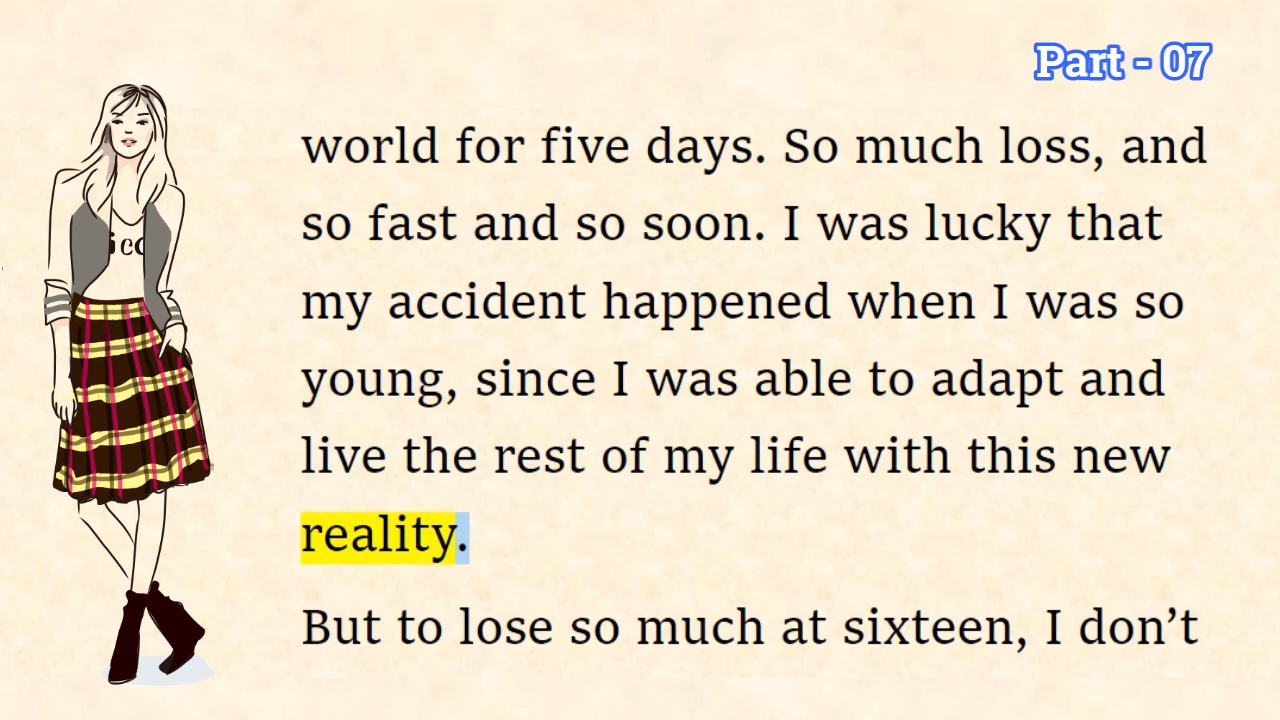 Part - 07
world for five days. So much loss, and
so fast and so soon. I was lucky that
my accident happened when I was so
young, since I was able to adapt and
live the rest of my life with this new
reality.
But to lose so much at sixteen, I don’t